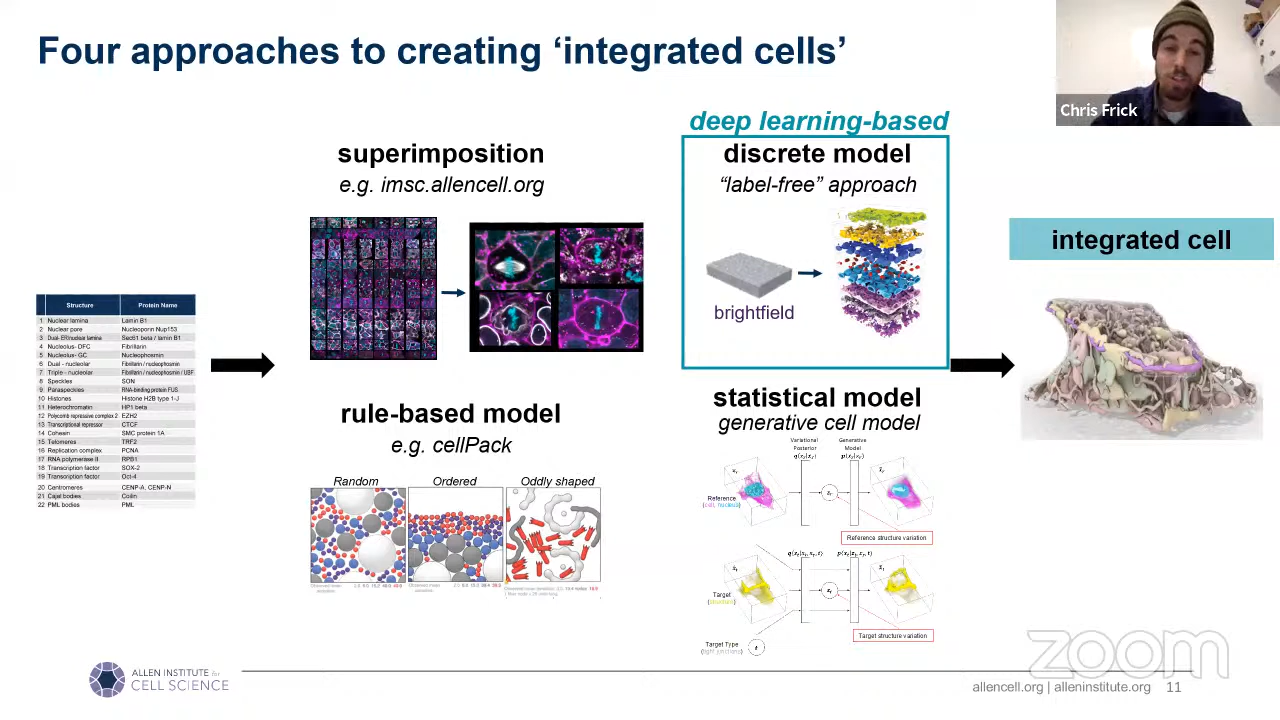 Four approaches to creating ‘integrated cells’
Chris Frick
superimposition
e.g. imsc.allencell.org
deep learning-based
discrete model
“label-free” approach
brightfield
integrated cell
Structure Protein Name
1 Nuclear lamina Lamin B1
2 Nuclear pore Nucleoporin Nup153
3 Dual- ER/nuclear lamina Sec61 beta / lamin B1
4 Nucleolus- DFC Fibrillarin
5 Nucleolus- GC Nucleophosmin
6 Dual - nucleolar Fibrillarin / nucleophosmin
7 Triple - nucleolar Fibrillarin / nucleophosmin / UBF
8 Speckles SON
9 Paraspeckles RNA-binding protein FUS
10 Histones Histone H2B type 1-J
11 Heterochromatin HP1 beta
12 Polycomb repressive complex 2 EZH2
13 Transcriptional repressor CTCF
14 Cohesin SMC protein 1A
15 Telomeres TRF2
16 Replication complex PCNA
17 RNA polymerase II RPB1
18 Transcription factor SOX-2
19 Transcription factor Oct-4
20 Centromeres CENP-A, CENP-N
21 Cajal bodies Coilin
22 PML bodies PML
rule-based model
e.g. cellPack
Random Ordered Oddly shaped
statistical model
generative cell model
Variational Posterior
Generative Model
Reference
(cell, nucleus)
Reference structure variation
Target
(structure)
Target structure variation
Target Type
(tight junctions)
t
ALLEN INSTITUTE for
CELL SCIENCE
zoom
allencell.org | alleninstitute.org 11